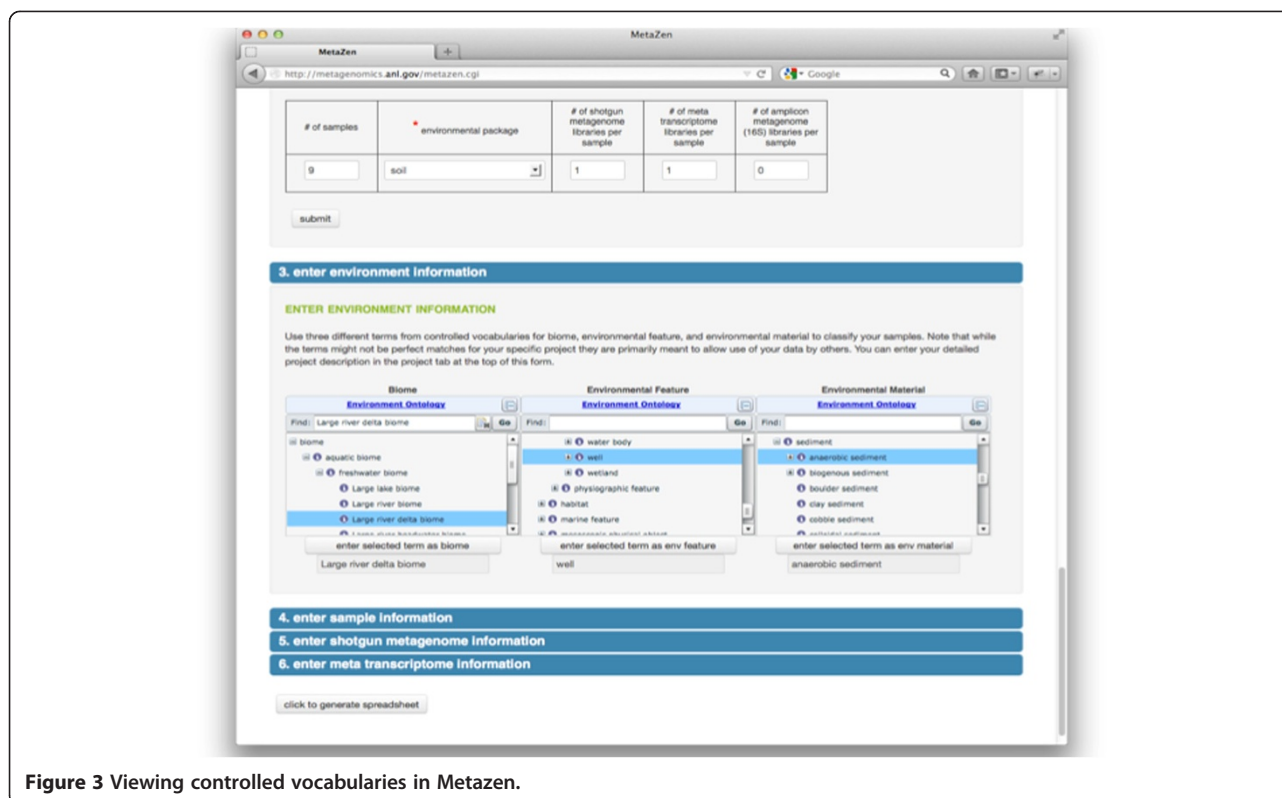 MetaZen
MetaZen
http://metagenomics.anl.gov/metazen.cgi
Google
# of samples
* environmental package
# of shotgun metagenome libraries per sample
# of meta transcriptome libraries per sample
# of amplicon metagenome (16S) libraries per sample
9
soil
1
1
0
submit
3. enter environment information
ENTER ENVIRONMENT INFORMATION
Use three different terms from controlled vocabularies for biome, environmental feature, and environmental material to classify your samples. Note that while
the terms might not be perfect matches for your specific project they are primarily meant to allow use of your data by others. You can enter your detailed
project description in the project tab at the top of this form.
Biome
Environment Ontology
Find: Large river delta biome Go
biome
aquatic biome
freshwater biome
Large lake biome
Large river biome
Large river delta biome
Large river headwater biome
enter selected term as biome
Large river delta biome
Environmental Feature
Environment Ontology
Find: Go
water body
well
wetland
physiographic feature
habitat
marine feature
mesoscopic physical object
enter selected term as env feature
well
Environmental Material
Environment Ontology
Find: Go
sediment
anaerobic sediment
biogenous sediment
boulder sediment
clay sediment
cobble sediment
colloidal sediment
enter selected term as env material
anaerobic sediment
4. enter sample information
5. enter shotgun metagenome information
6. enter meta transcriptome information
click to generate spreadsheet
Figure 3 Viewing controlled vocabularies in Metazen.